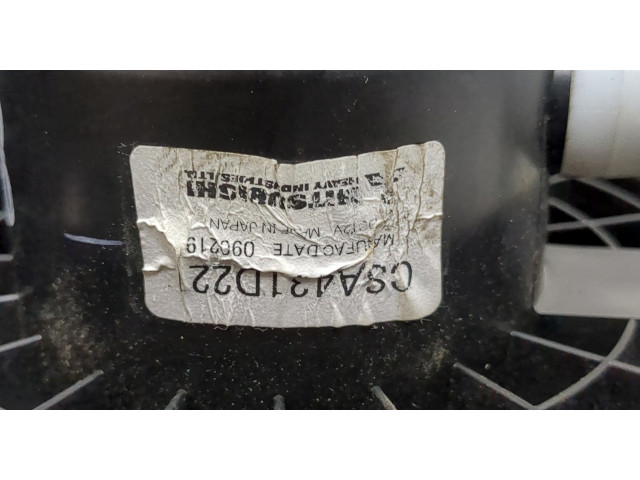 MITSUBISHI
HEAVY INDUSTRIES, LTD.
DC12V MADE IN JAPAN
MANUFAC DATE 090219
CSA431D22